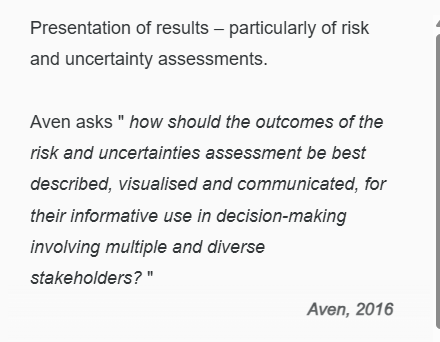 Presentation of results – particularly of risk
and uncertainty assessments.
Aven asks " how should the outcomes of the
risk and uncertainties assessment be best
described, visualised and communicated, for
their informative use in decision-making
involving multiple and diverse
stakeholders? "
Aven, 2016